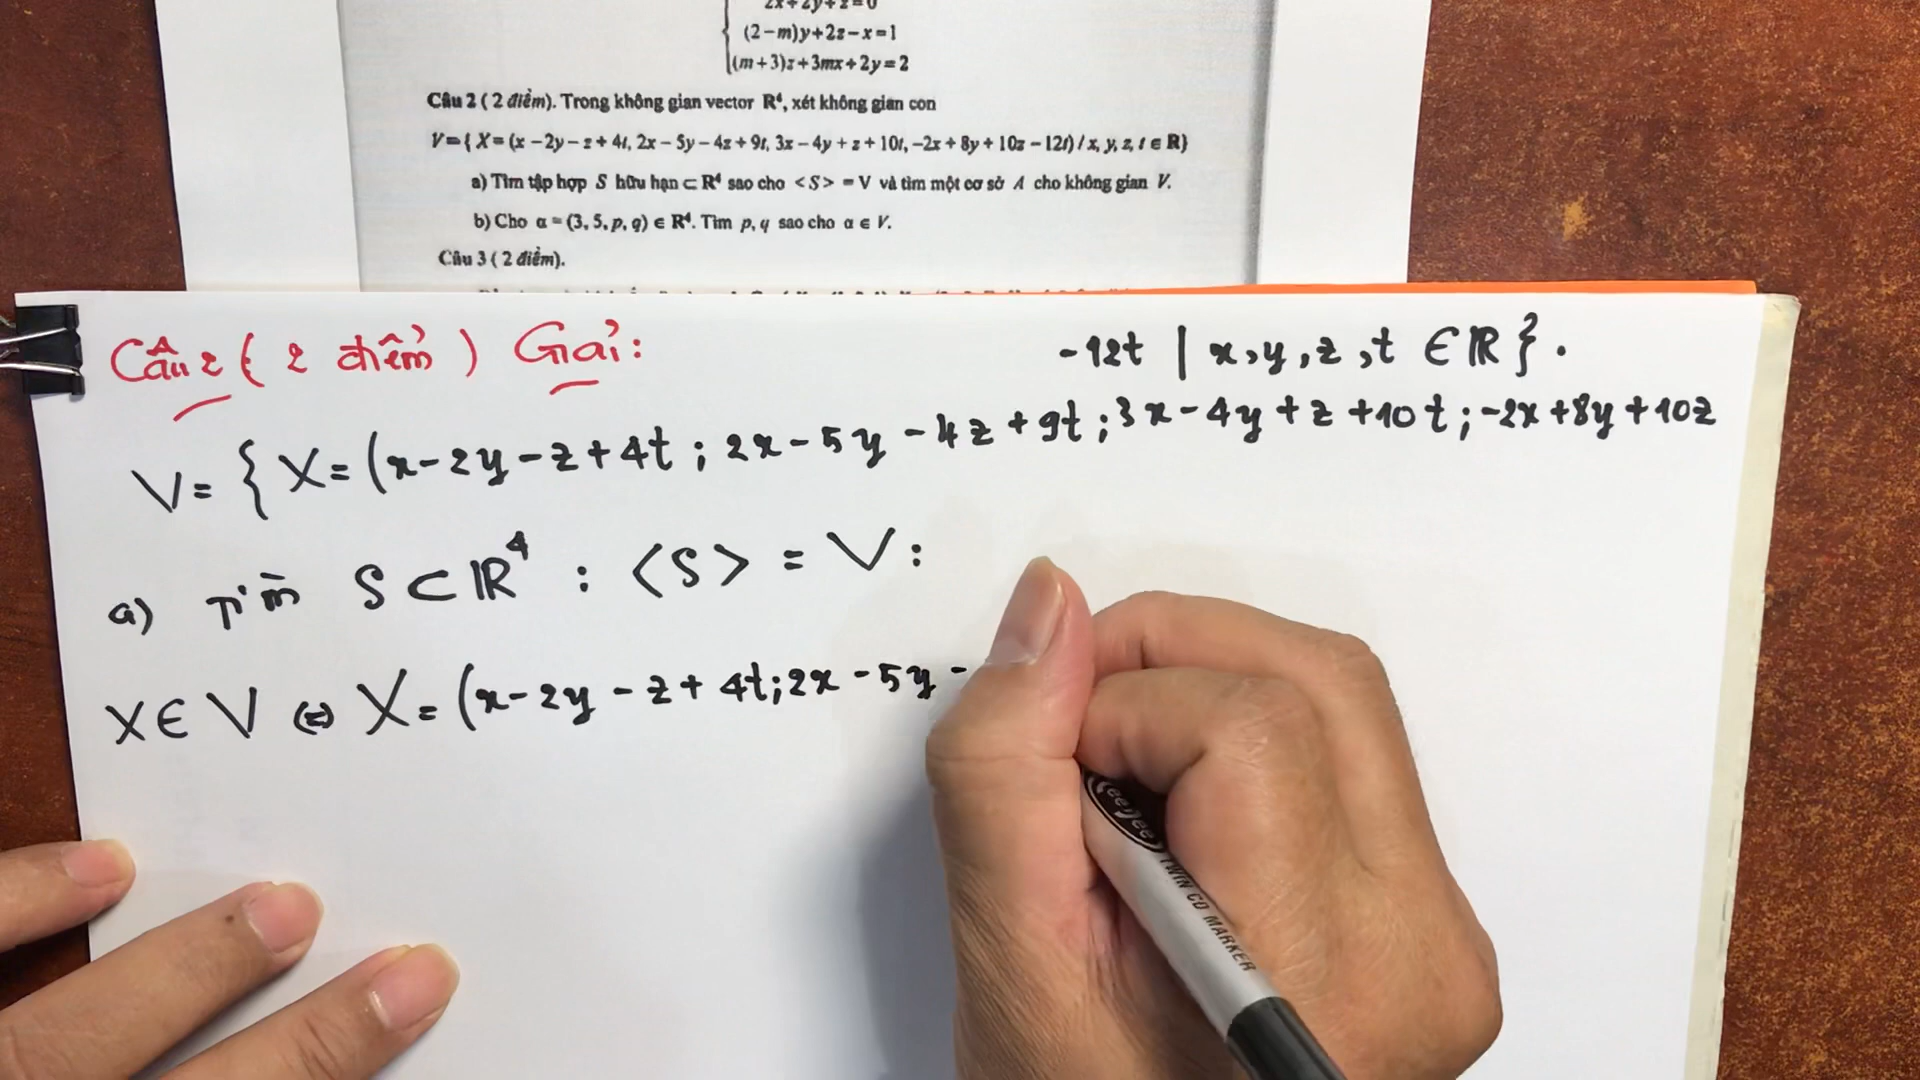 2x+2y+z=0
(2−m)y+2z−x=1
(m+3)z+3mx+2y=2
Câu 2 ( 2 điểm). Trong không gian vector R⁴, xét không gian con
V={ X= (x −2y − z + 4t, 2x − 5y − 4z + 9t, 3x − 4y + z + 10t, −2x + 8y + 10z − 12t) / x, y, z, t ∈ R}
a) Tìm tập hợp S hữu hạn ⊂ R⁴ sao cho <S> = V và tìm một cơ sở A cho không gian V.
b) Cho α = (3, 5, p, q) ∈ R⁴. Tìm p, q sao cho α ∈ V.
Câu 3 ( 2 điểm).
Câu 2 ( 2 điểm ) Giải:
-12t | x,y,z,t ∈ R}.
V= { X= (x-2y-z+4t ; 2x-5y-4z+9t ; 3x-4y+z+10t ; -2x+8y+10z
a) Tìm S⊂R⁴ : <S> = V:
X∈V ⇔ X= (x-2y-z+4t;2x-5y-
eerjee
TWIN CD MARKER